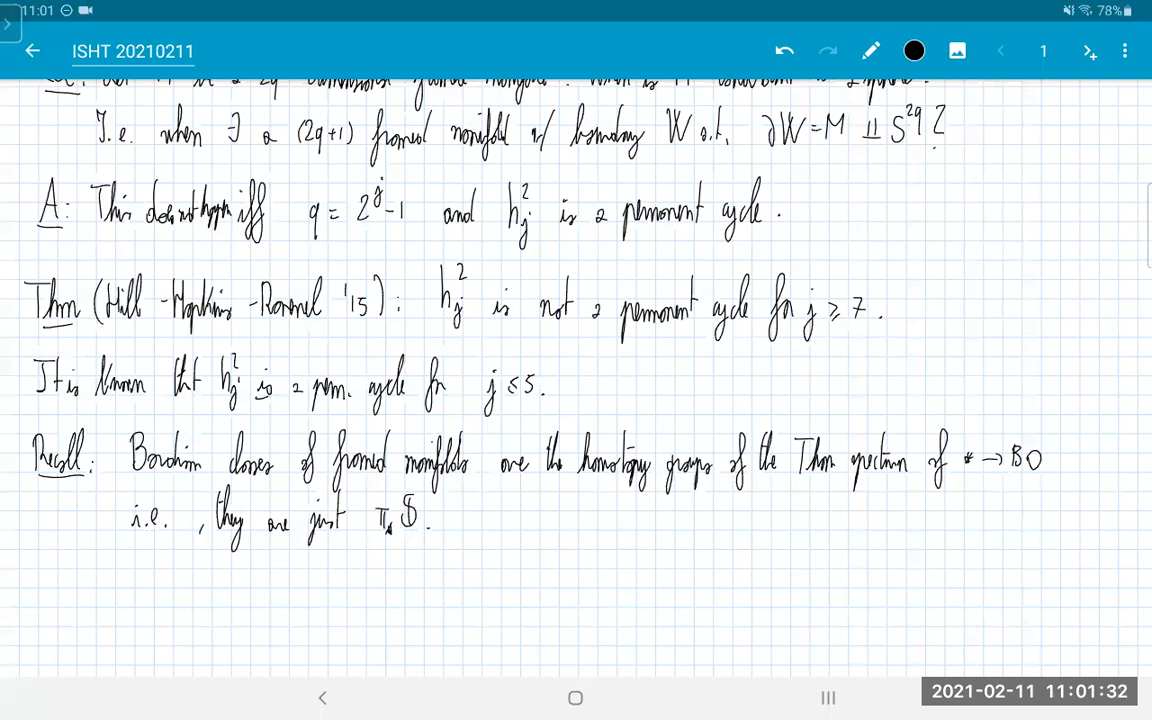 11:01
78%
ISHT 20210211
1
I.e. when ∃ a (2q+1) framed manifold w/ boundary W s.t. ∂W = M ⨿ S^{2q}?
A: This does not happen iff q = 2^j - 1 and h_j^2 is a permanent cycle.
Thm (Hill - Hopkins - Ravenel '15): h_j^2 is not a permanent cycle for j ≥ 7.
It is known that h_j^2 is a perm. cycle for j ≤ 5.
Recall: Bordism classes of framed manifolds are the homotopy groups of the Thom spectrum of * → BO
i.e., they are just π_* 𝕊.
2021-02-11 11:01:32